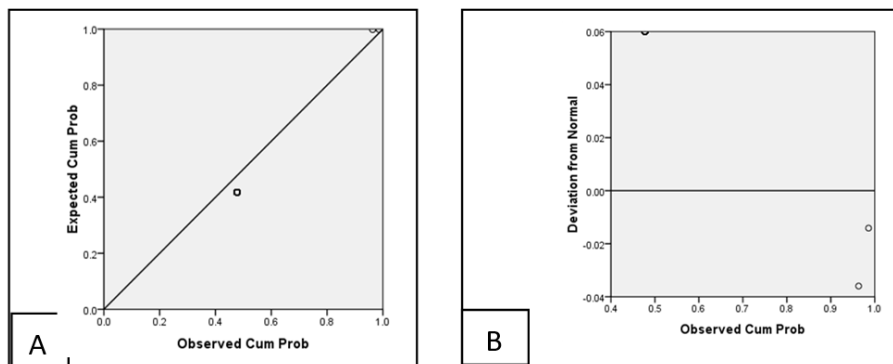 1.0
0.8
0.6
0.4
0.2
0.0
0.0 0.2 0.4 0.6 0.8 1.0
Expected Cum Prob
Observed Cum Prob
A
0.06
0.04
0.02
0.00
-0.02
-0.04
0.4 0.5 0.6 0.7 0.8 0.9 1.0
Deviation from Normal
Observed Cum Prob
B